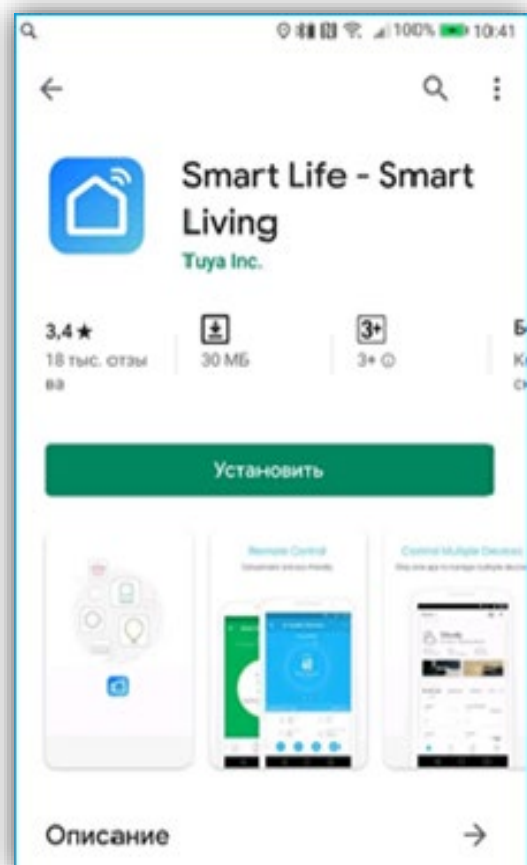 100% 10:41
Smart Life - Smart
Living
Tuya Inc.
3,4★
18 тыс. отзы
ва
30 МБ
3+
3+
Установить
Remote Control
Control Multiple Devices
Описание